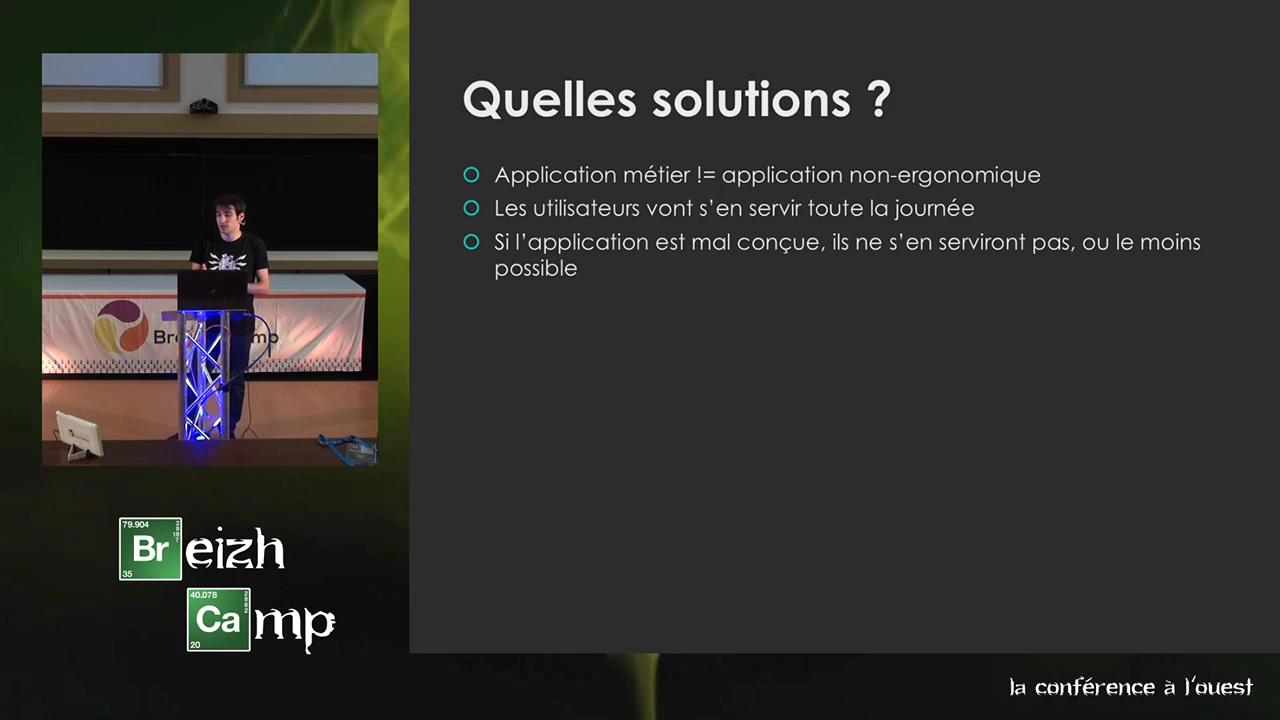 Quelles solutions ?
Application métier != application non-ergonomique
Les utilisateurs vont s’en servir toute la journée
Si l’application est mal conçue, ils ne s’en serviront pas, ou le moins
possible
79.904
Br
35
eizh
40.078
Ca
20
mp
la conférence à l'ouest